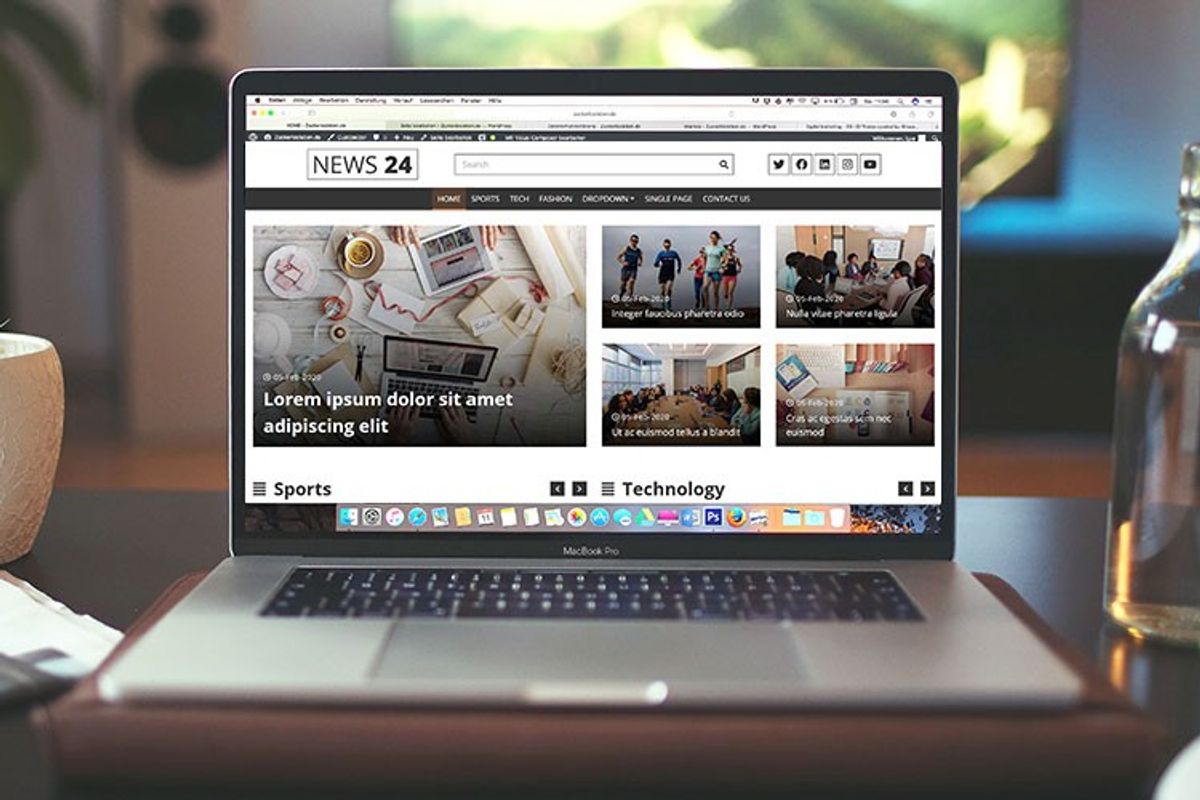 NEWS 24
Search
HOME SPORTS TECH FASHION DROPDOWN SINGLE PAGE CONTACT US
05-Feb-2020
Lorem ipsum dolor sit amet
adipiscing elit
05-Feb-2020
Integer faucibus pharetra odio
05-Feb-2020
Nulla vitae pharetra ligula
05-Feb-2020
Ut ac euismod tellus a blandit
05-Feb-2020
Cras ac egestas sem nec
euismod
Sports
Technology
Ps
MacBook Pro